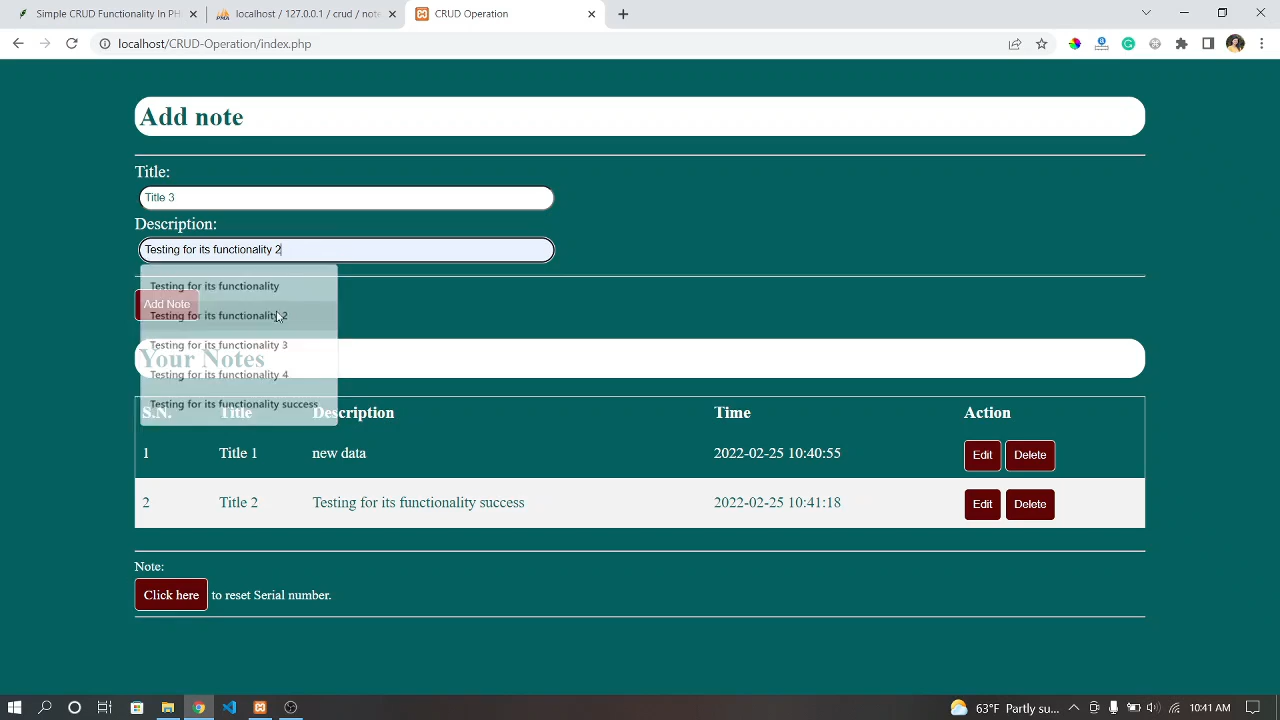 Simple CRUD Functionality in PH
localhost / 127.0.0.1 / crud / note
CRUD Operation
localhost/CRUD-Operation/index.php
Add note
Title:
Title 3
Description:
Testing for its functionality 2
Testing for its functionality
Add Note
Testing for its functionality 2
Testing for its functionality 3
Your Notes
Testing for its functionality 4
Testing for its functionality success
S.N. Title Description Time Action
1 Title 1 new data 2022-02-25 10:40:55 Edit Delete
2 Title 2 Testing for its functionality success 2022-02-25 10:41:18 Edit Delete
Note:
Click here to reset Serial number.
63°F Partly su... 10:41 AM